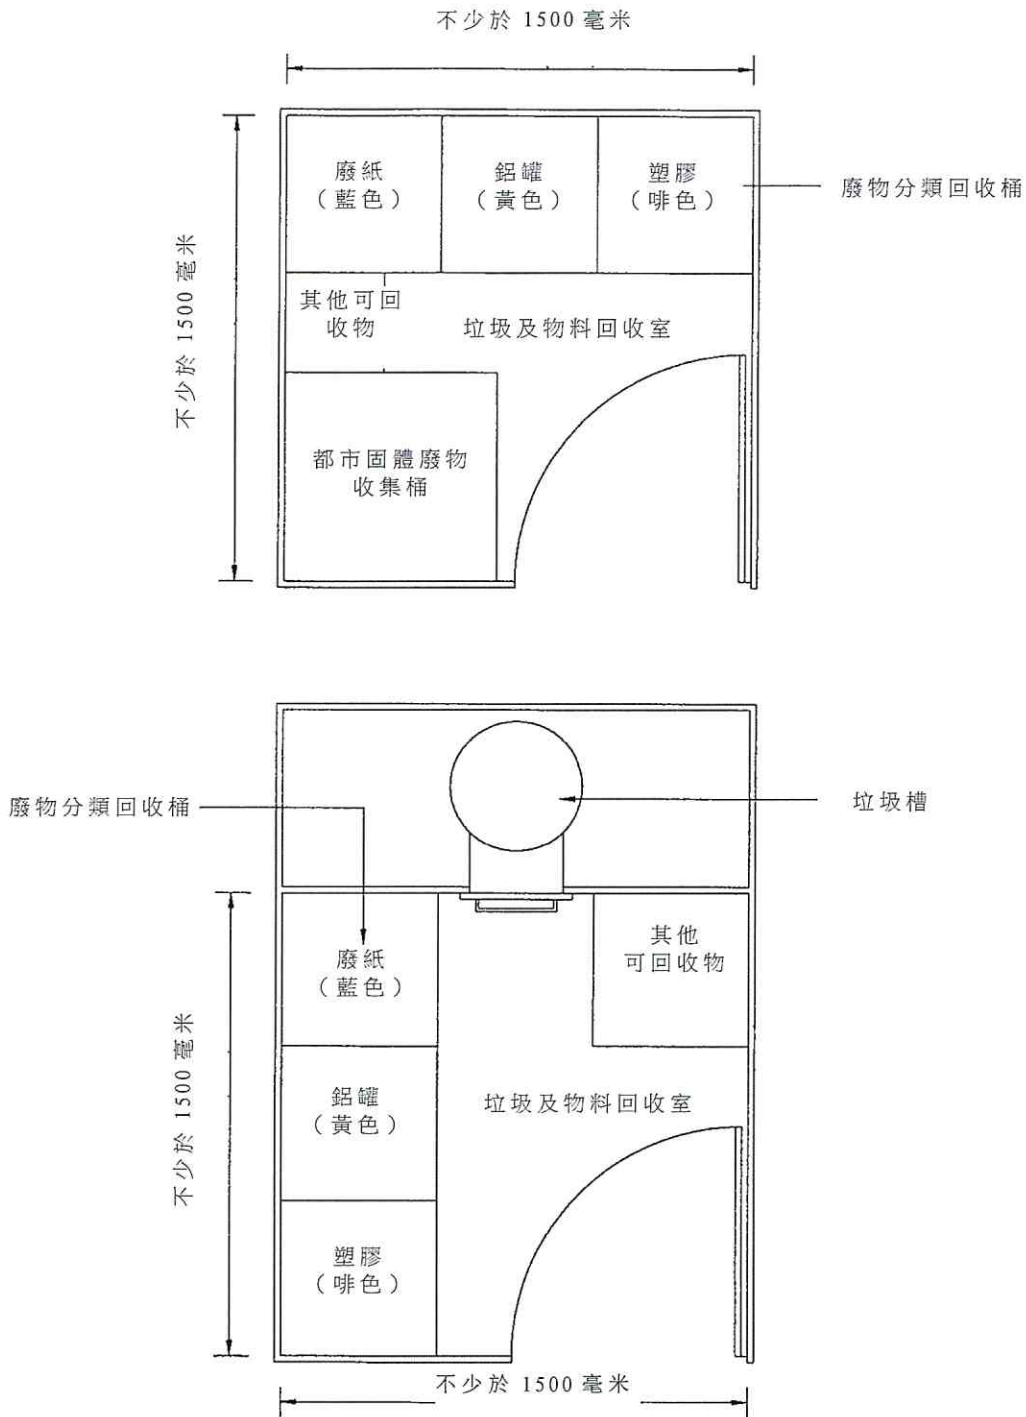 不少於 1500 毫米
廢紙
（藍色）
鋁罐
（黃色）
塑膠
（啡色）
廢物分類回收桶
不少於 1500 毫米
其他可回
收物
垃圾及物料回收室
都市固體廢物
收集桶
廢物分類回收桶
垃圾槽
廢紙
（藍色）
其他
可回收物
不少於 1500 毫米
鋁罐
（黃色）
垃圾及物料回收室
塑膠
（啡色）
不少於 1500 毫米